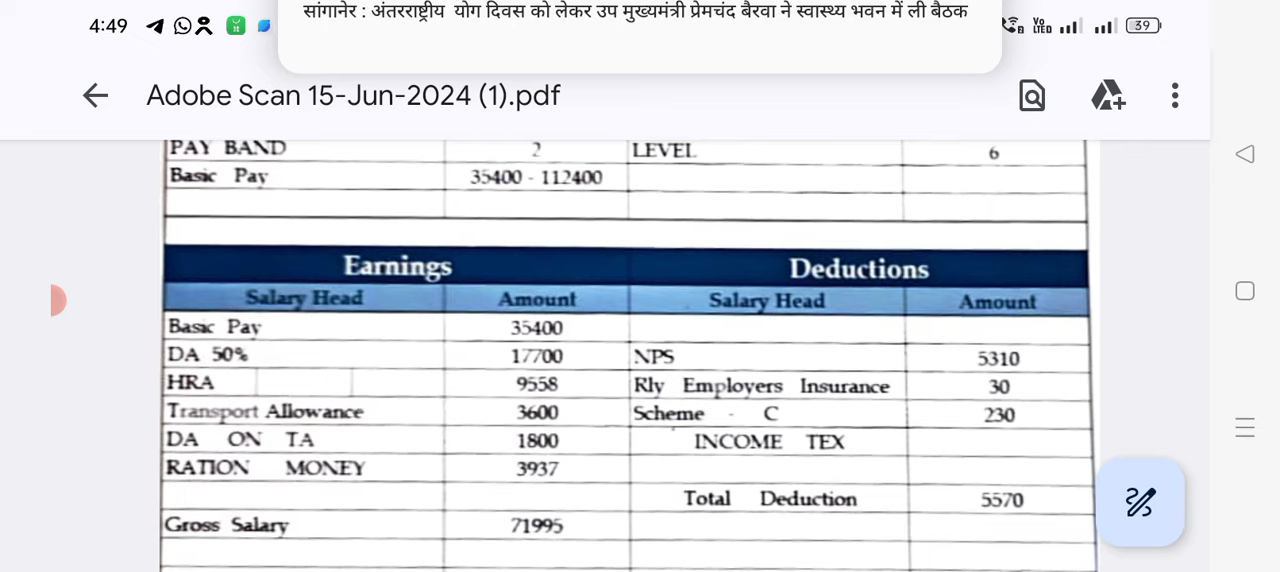 सांगानेर : अंतरराष्ट्रीय योग दिवस को लेकर उप मुख्यमंत्री प्रेमचंद बैरवा ने स्वास्थ्य भवन में ली बैठक
4:49 Vo LTED 39
Adobe Scan 15-Jun-2024 (1).pdf
PAY BAND 2 LEVEL 6
Basic Pay 35400 - 112400
Earnings Deductions
Salary Head Amount Salary Head Amount
Basic Pay 35400
DA 50% 17700 NPS 5310
HRA 9558 Rly Employers Insurance 30
Transport Allowance 3600 Scheme - C 230
DA ON TA 1800 INCOME TEX
RATION MONEY 3937
Total Deduction 5570
Gross Salary 71995